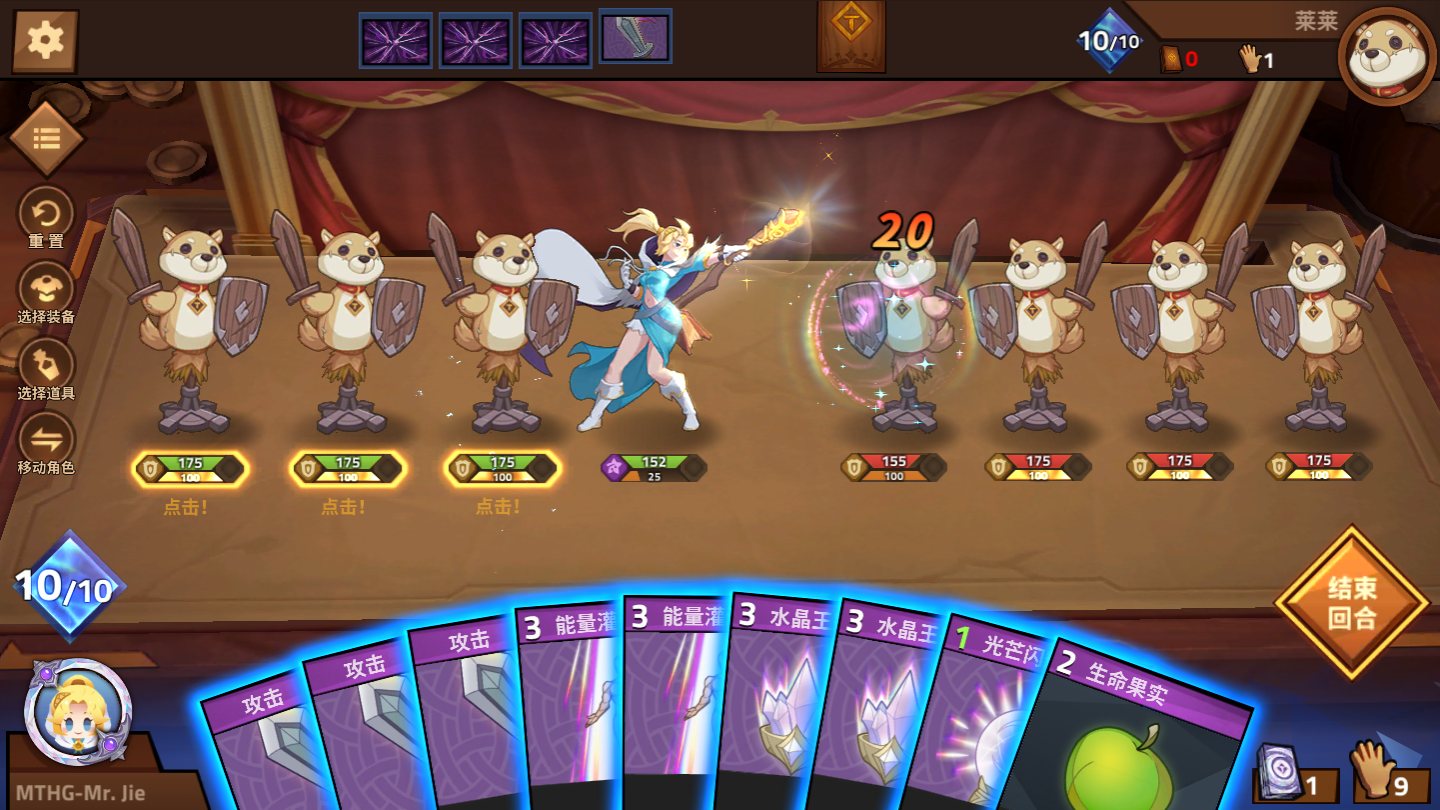 莱莱
10/10
0
1
重置
选择装备
选择道具
移动角色
20
175
100
175
100
175
100
152
25
155
100
175
100
175
100
175
100
点击!
点击!
点击!
10/10
结束
回合
攻击
攻击
攻击
3 能量灌
3 能量灌
3 水晶王
3 水晶王
1 光芒闪
2 生命果实
MTHG-Mr. Jie
1
9